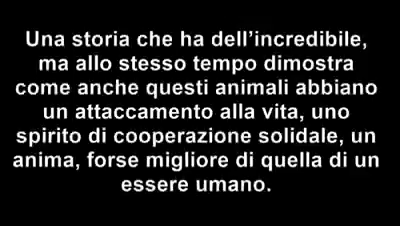 Una storia che ha dell’incredibile,
ma allo stesso tempo dimostra
come anche questi animali abbiano
un attaccamento alla vita, uno
spirito di cooperazione solidale, un
anima, forse migliore di quella di un
essere umano.